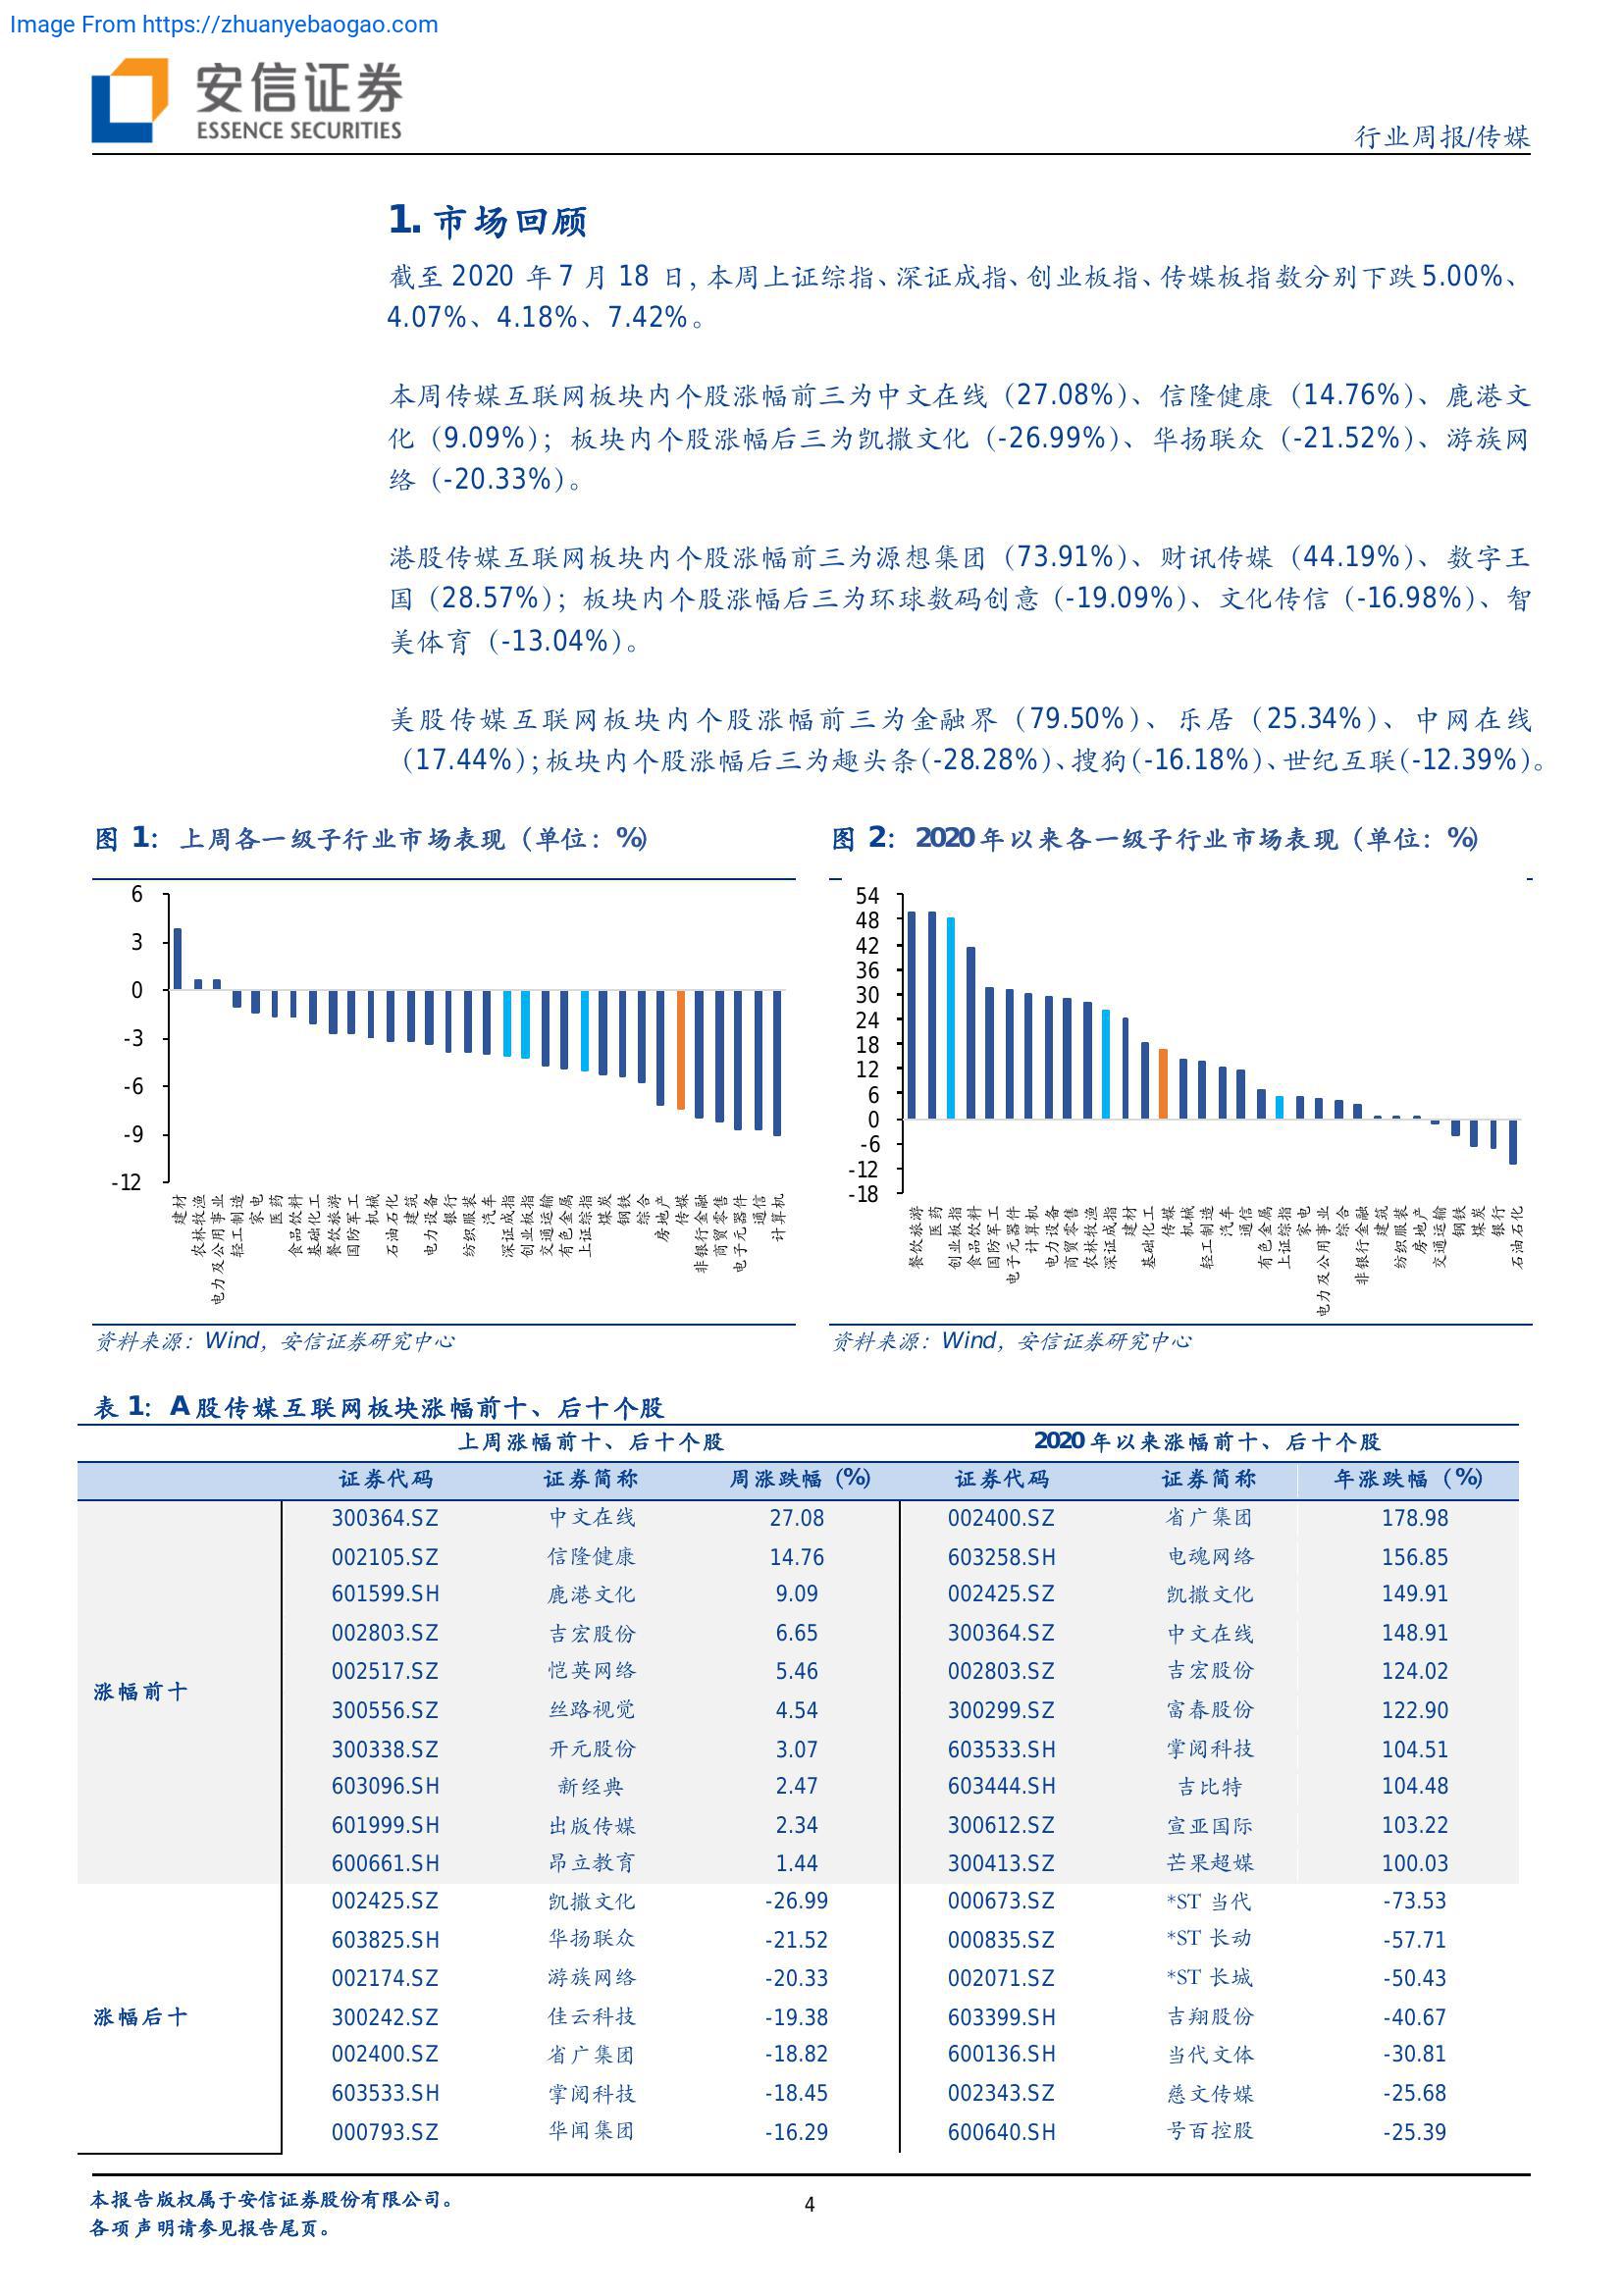 Image From https://zhuanyebaogao.com
安信证券
ESSENCE SECURITIES
行业周报/传媒
1. 市场回顾
截至 2020 年 7 月 18 日，本周上证综指、深证成指、创业板指、传媒板指数分别下跌 5.00%、
4.07%、4.18%、7.42%。
本周传媒互联网板块内个股涨幅前三为中文在线（27.08%）、信隆健康（14.76%）、鹿港文
化（9.09%）；板块内个股涨幅后三为凯撒文化（-26.99%）、华扬联众（-21.52%）、游族网
络（-20.33%）。
港股传媒互联网板块内个股涨幅前三为源想集团（73.91%）、财讯传媒（44.19%）、数字王
国（28.57%）；板块内个股涨幅后三为环球数码创意（-19.09%）、文化传信（-16.98%）、智
美体育（-13.04%）。
美股传媒互联网板块内个股涨幅前三为金融界（79.50%）、乐居（25.34%）、中网在线
（17.44%）；板块内个股涨幅后三为趣头条（-28.28%）、搜狗（-16.18%）、世纪互联（-12.39%）。
图 1：上周各一级子行业市场表现（单位：%）
6
3
0
-3
-6
-9
-12
建材
农林牧渔
电力及公用事业
轻工制造
家电
医药
食品饮料
基础化工
餐饮旅游
国防军工
机械
石油石化
建筑
电力设备
银行
纺织服装
汽车
深证成指
创业板指
交通运输
有色金属
上证综指
煤炭
钢铁
综合
房地产
传媒
非银行金融
商贸零售
电子元器件
通信
计算机
资料来源：Wind，安信证券研究中心
图 2：2020 年以来各一级子行业市场表现（单位：%）
54
48
42
36
30
24
18
12
6
0
-6
-12
-18
餐饮旅游
医药
创业板指
食品饮料
国防军工
电子元器件
计算机
电力设备
商贸零售
农林牧渔
深证成指
建材
基础化工
传媒
机械
轻工制造
汽车
通信
有色金属
上证综指
家电
电力及公用事业
综合
非银行金融
建筑
纺织服装
房地产
交通运输
钢铁
煤炭
银行
石油石化
资料来源：Wind，安信证券研究中心
表 1：A 股传媒互联网板块涨幅前十、后十个股
上周涨幅前十、后十个股 2020 年以来涨幅前十、后十个股
证券代码 证券简称 周涨跌幅（%） 证券代码 证券简称 年涨跌幅（%）
涨幅前十
300364.SZ 中文在线 27.08 002400.SZ 省广集团 178.98
002105.SZ 信隆健康 14.76 603258.SH 电魂网络 156.85
601599.SH 鹿港文化 9.09 002425.SZ 凯撒文化 149.91
002803.SZ 吉宏股份 6.65 300364.SZ 中文在线 148.91
002517.SZ 恺英网络 5.46 002803.SZ 吉宏股份 124.02
300556.SZ 丝路视觉 4.54 300299.SZ 富春股份 122.90
300338.SZ 开元股份 3.07 603533.SH 掌阅科技 104.51
603096.SH 新经典 2.47 603444.SH 吉比特 104.48
601999.SH 出版传媒 2.34 300612.SZ 宣亚国际 103.22
600661.SH 昂立教育 1.44 300413.SZ 芒果超媒 100.03
涨幅后十
002425.SZ 凯撒文化 -26.99 000673.SZ *ST 当代 -73.53
603825.SH 华扬联众 -21.52 000835.SZ *ST 长动 -57.71
002174.SZ 游族网络 -20.33 002071.SZ *ST 长城 -50.43
300242.SZ 佳云科技 -19.38 603399.SH 吉翔股份 -40.67
002400.SZ 省广集团 -18.82 600136.SH 当代文体 -30.81
603533.SH 掌阅科技 -18.45 002343.SZ 慈文传媒 -25.68
000793.SZ 华闻集团 -16.29 600640.SH 号百控股 -25.39
本报告版权属于安信证券股份有限公司。
各项声明请参见报告尾页。
4